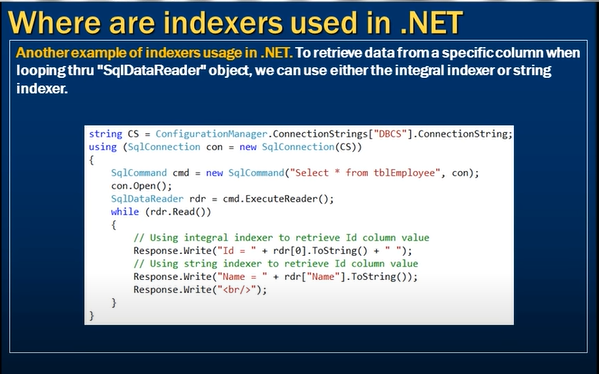 Where are indexers used in .NET
Another example of indexers usage in .NET. To retrieve data from a specific column when
looping thru "SqlDataReader" object, we can use either the integral indexer or string
indexer.
string CS = ConfigurationManager.ConnectionStrings["DBCS"].ConnectionString;
using (SqlConnection con = new SqlConnection(CS))
{
    SqlCommand cmd = new SqlCommand("Select * from tblEmployee", con);
    con.Open();
    SqlDataReader rdr = cmd.ExecuteReader();
    while (rdr.Read())
    {
        // Using integral indexer to retrieve Id column value
        Response.Write("Id = " + rdr[0].ToString() + " ");
        // Using string indexer to retrieve Id column value
        Response.Write("Name = " + rdr["Name"].ToString());
        Response.Write("<br/>");
    }
}